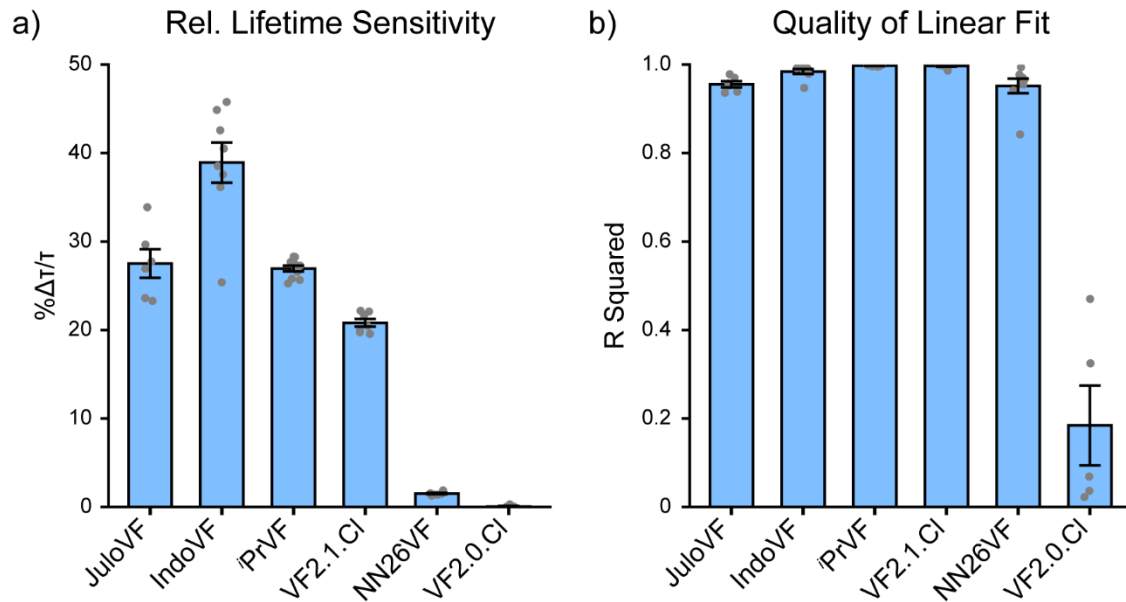 a) Rel. Lifetime Sensitivity
%Δτ/τ
50
40
30
20
10
0
JuloVF
IndoVF
ⁱPrVF
VF2.1.Cl
NN26VF
VF2.0.Cl
b) Quality of Linear Fit
R Squared
1.0
0.8
0.6
0.4
0.2
0
JuloVF
IndoVF
ⁱPrVF
VF2.1.Cl
NN26VF
VF2.0.Cl